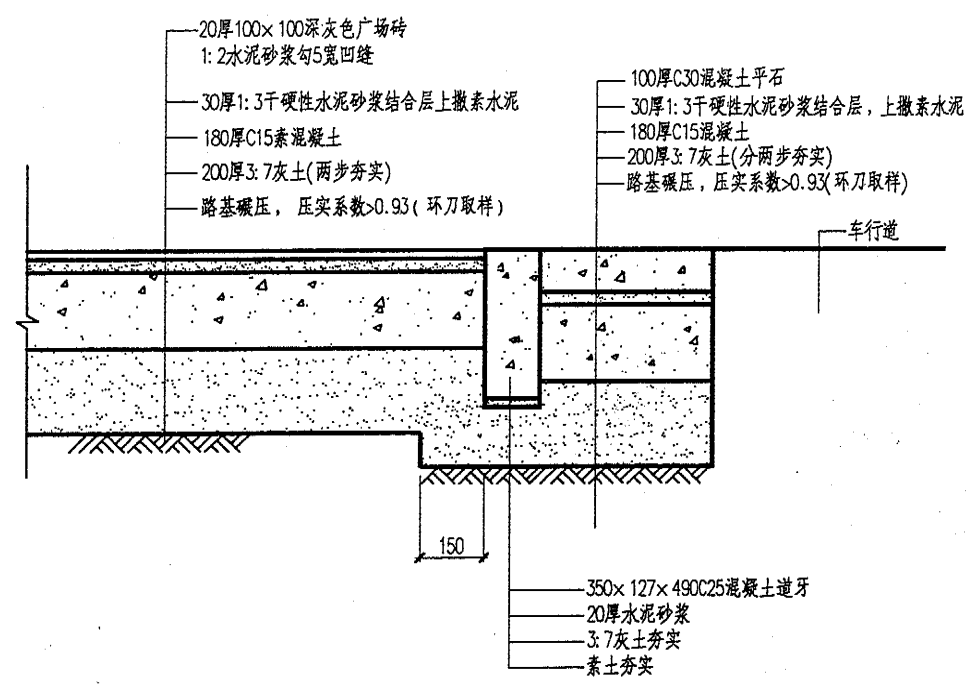 20厚100×100深灰色广场砖
1:2水泥砂浆勾5宽凹缝
30厚1:3干硬性水泥砂浆结合层上撒素水泥
180厚C15素混凝土
200厚3:7灰土(两步夯实)
路基碾压，压实系数>0.93(环刀取样)
100厚C30混凝土平石
30厚1:3干硬性水泥砂浆结合层，上撒素水泥
180厚C15混凝土
200厚3:7灰土(分两步夯实)
路基碾压，压实系数>0.93(环刀取样)
车行道
150
350×127×490C25混凝土道牙
20厚水泥砂浆
3:7灰土夯实
素土夯实